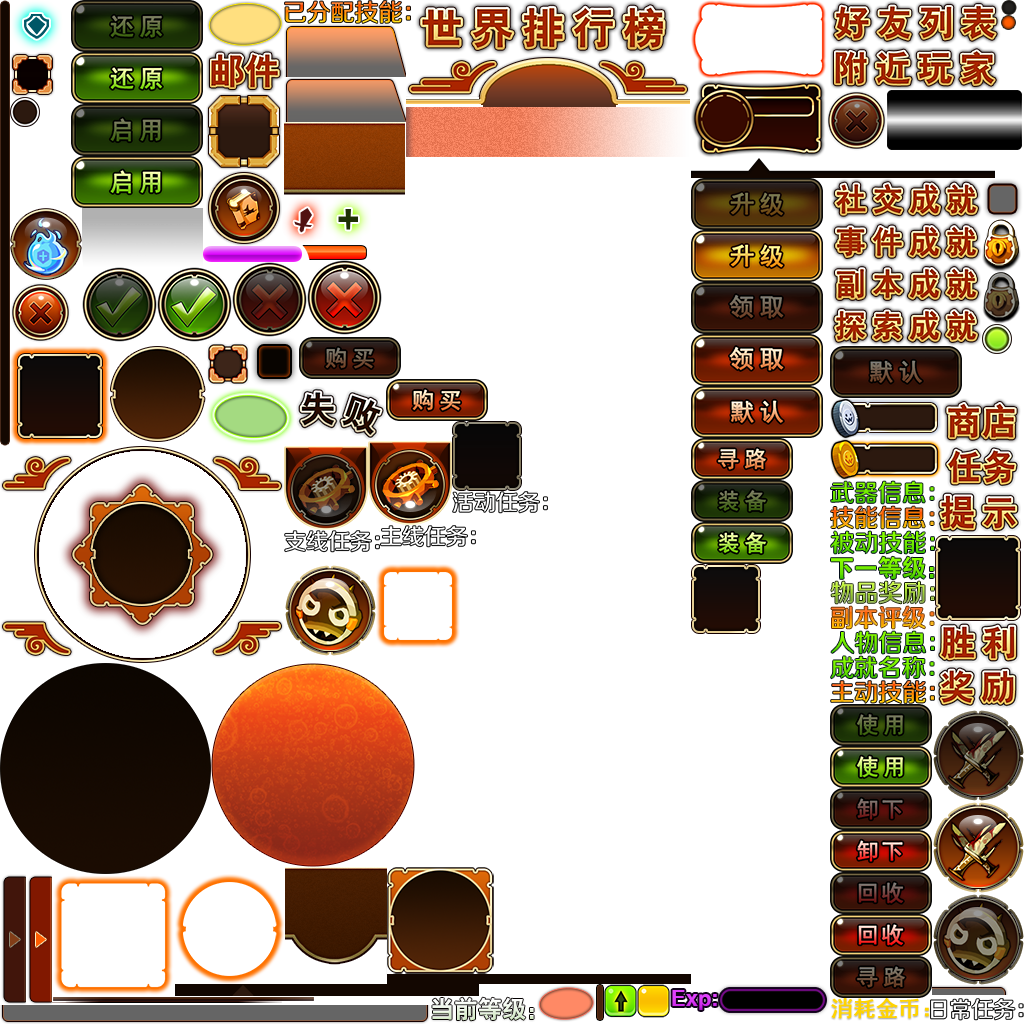 还原
还原
启用
启用
已分配技能:
邮件
世界排行榜
好友列表
附近玩家
升级
升级
领取
领取
默认
寻路
装备
装备
社交成就
事件成就
副本成就
探索成就
默认
购买
购买
失败
活动任务:
支线任务:
主线任务:
商店
任务
提示
武器信息:
技能信息:
被动技能:
下一等级:
物品奖励:
副本评级:
人物信息:
成就名称:
主动技能:
胜利
奖励
使用
使用
卸下
卸下
回收
回收
寻路
当前等级:
Exp:
消耗金币:
日常任务: